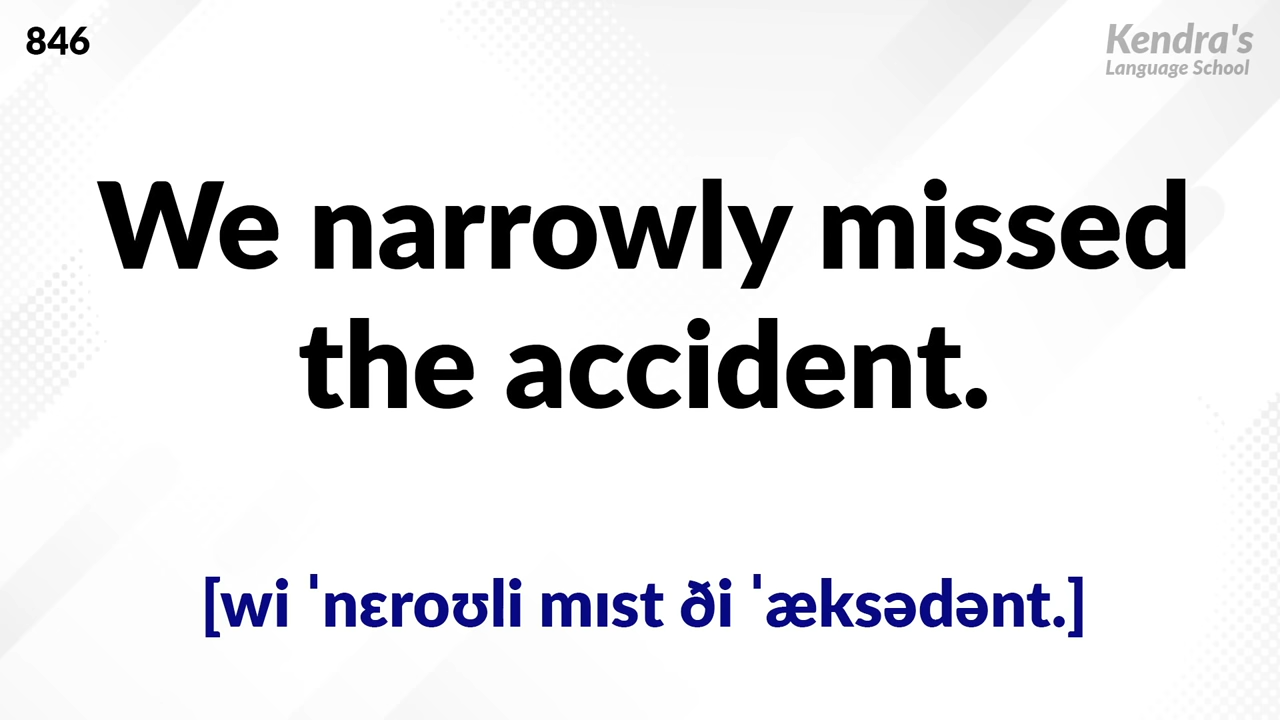 846
Kendra's
Language School
We narrowly missed
the accident.
[wi ˈnɛroʊli mɪst ði ˈæksədənt.]